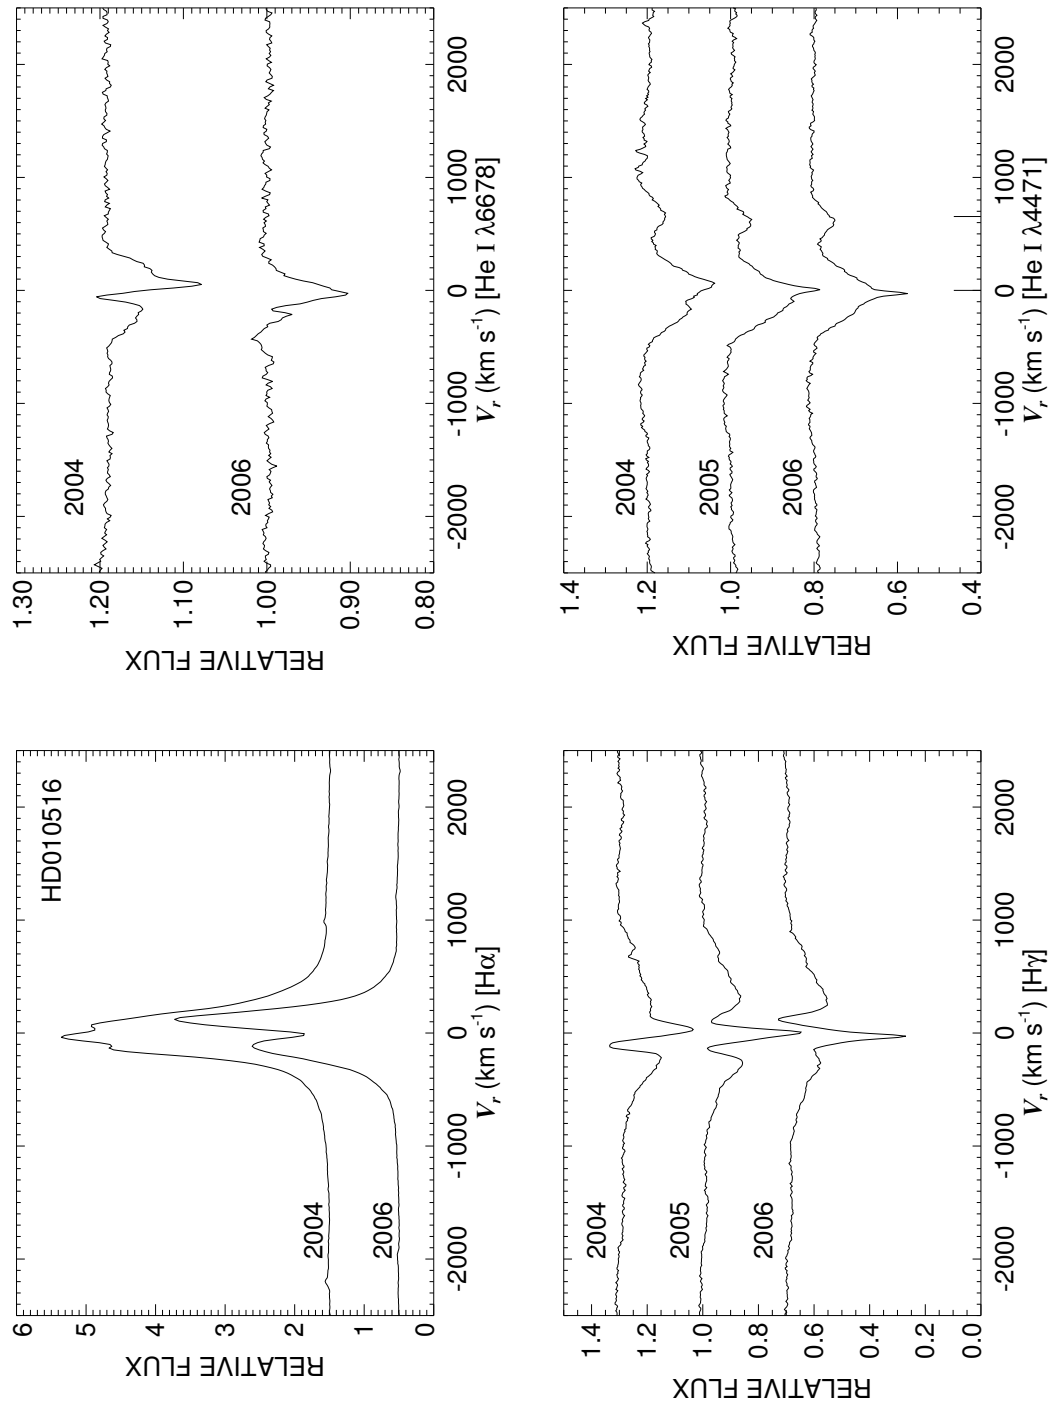 HD010516
6
5
4
3
2
1
0
RELATIVE FLUX
2004
2006
-2000 -1000 0 1000 2000
Vr (km s⁻¹) [Hα]
1.30
1.20
1.10
1.00
0.90
0.80
RELATIVE FLUX
2004
2006
-2000 -1000 0 1000 2000
Vr (km s⁻¹) [He I λ6678]
1.4
1.2
1.0
0.8
0.6
0.4
0.2
0.0
RELATIVE FLUX
2004
2005
2006
-2000 -1000 0 1000 2000
Vr (km s⁻¹) [Hγ]
1.4
1.2
1.0
0.8
0.6
0.4
RELATIVE FLUX
2004
2005
2006
-2000 -1000 0 1000 2000
Vr (km s⁻¹) [He I λ4471]